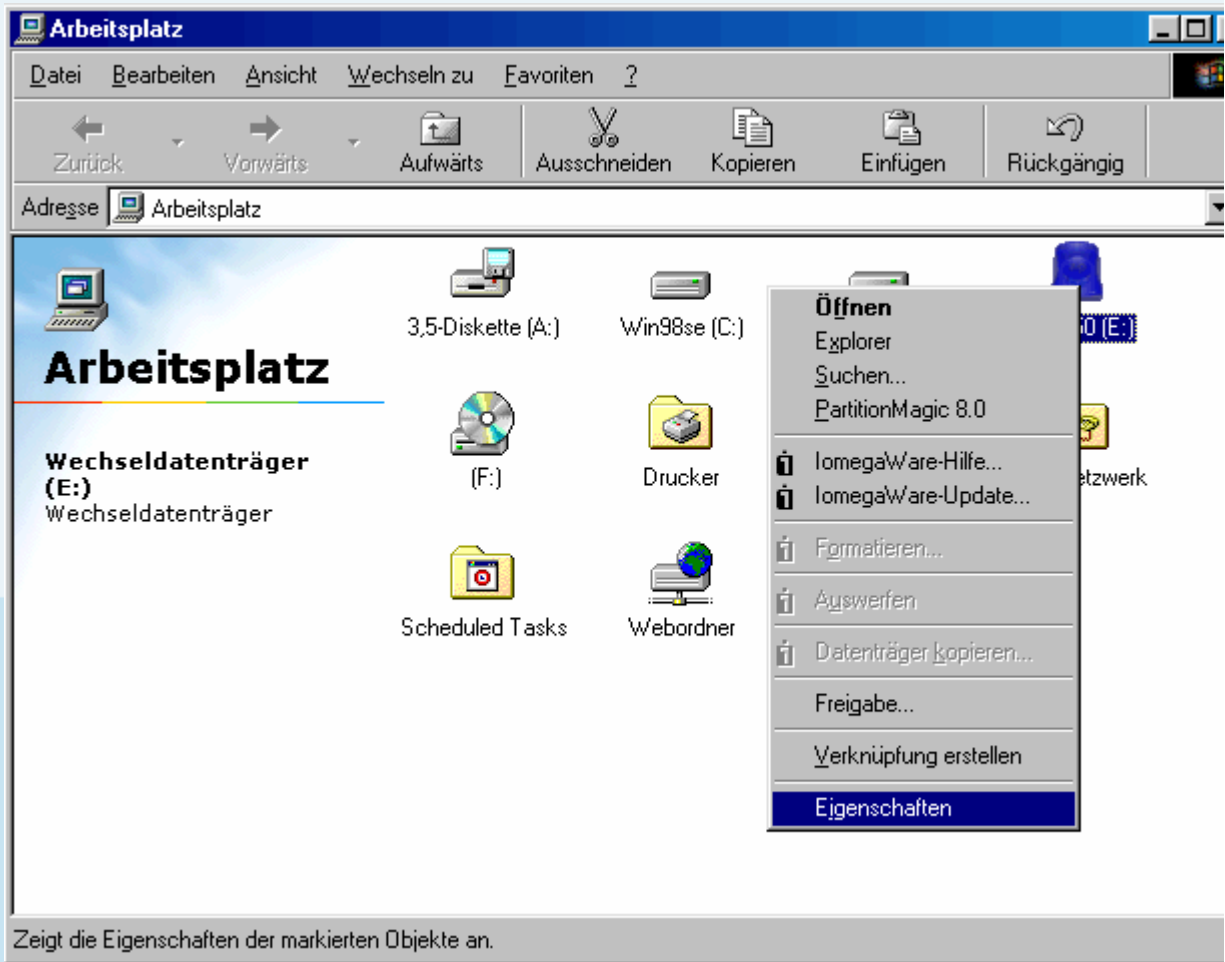 Arbeitsplatz
Datei Bearbeiten Ansicht Wechseln zu Favoriten ?
Zurück Vorwärts Aufwärts Ausschneiden Kopieren Einfügen Rückgängig
Adresse Arbeitsplatz
Arbeitsplatz
Wechseldatenträger
(E:)
Wechseldatenträger
3,5-Diskette (A:) Win98se (C:) (E:)
(F:) Drucker
Scheduled Tasks Webordner
Öffnen
Explorer
Suchen...
PartitionMagic 8.0
IomegaWare-Hilfe...
IomegaWare-Update...
Formatieren...
Auswerfen
Datenträger kopieren...
Freigabe...
Verknüpfung erstellen
Eigenschaften
Zeigt die Eigenschaften der markierten Objekte an.